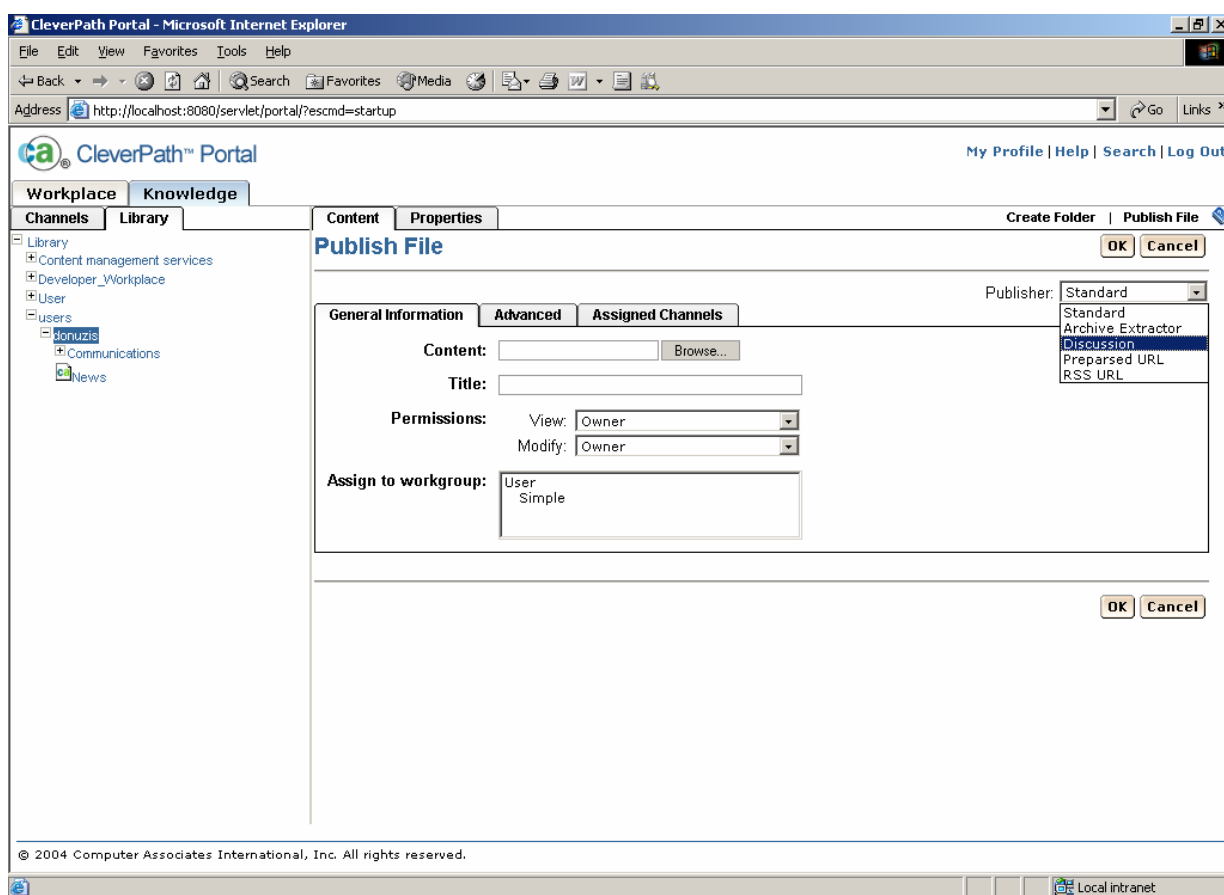 CleverPath Portal - Microsoft Internet Explorer
File Edit View Favorites Tools Help
Back Search Favorites Media
Address http://localhost:8080/servlet/portal/?escmd=startup Go Links »
ca® CleverPath™ Portal
My Profile | Help | Search | Log Out
Workplace Knowledge
Channels Library
Content Properties
Create Folder | Publish File
Library
Content management services
Developer_Workplace
User
users
donuzis
Communications
News
Publish File
OK Cancel
Publisher: Standard
Standard
Archive Extractor
Discussion
Preparsed URL
RSS URL
General Information Advanced Assigned Channels
Content: Browse...
Title:
Permissions: View: Owner
Modify: Owner
Assign to workgroup: User
Simple
OK Cancel
© 2004 Computer Associates International, Inc. All rights reserved.
Local intranet